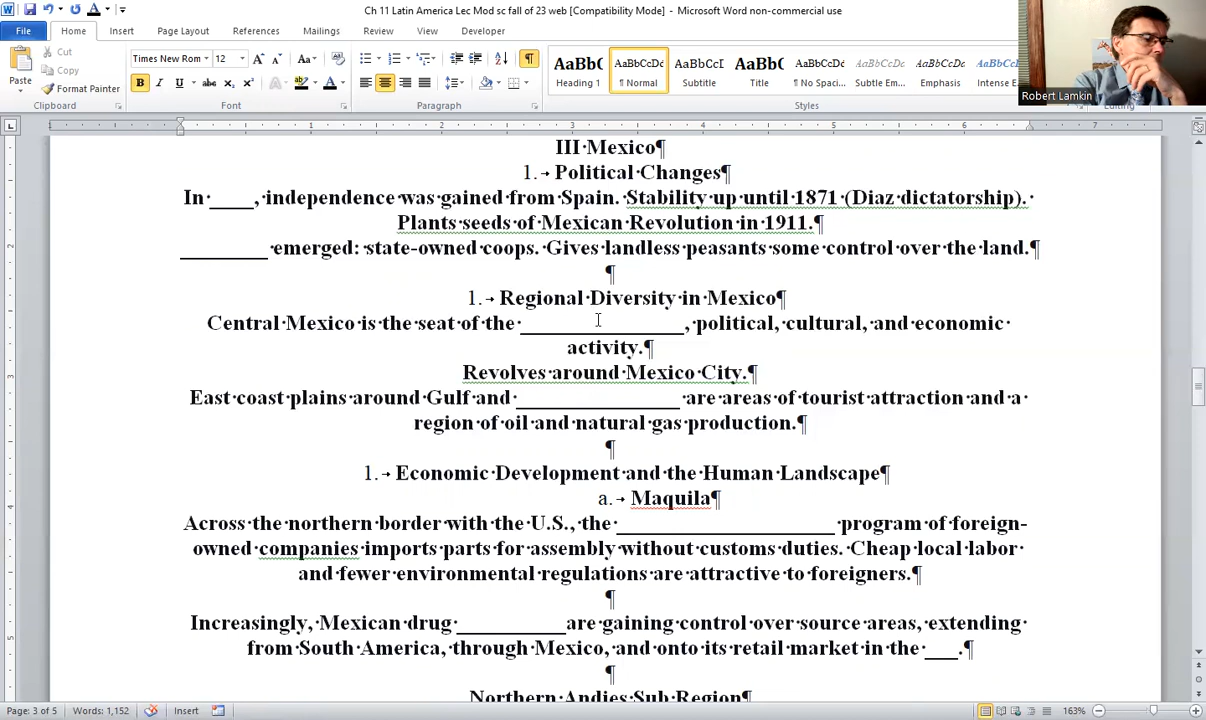 Ch 11 Latin America Lec Mod sc fall of 23 web [Compatibility Mode] - Microsoft Word non-commercial use
File Home Insert Page Layout References Mailings Review View Developer
Cut
Copy
Format Painter
Paste
Clipboard
Times New Rom 12
Font
Paragraph
AaBbC AaBbCcDc AaBbCcI AaBbC AaBbCcDc AaBbCcDc AaBbCcDc AaBbCcDc
Heading 1 ¶ Normal Subtitle Title ¶ No Spaci... Subtle Em... Emphasis Intense E
Styles
Editing
Robert Lamkin
III Mexico¶
1. Political Changes¶
In ____, independence was gained from Spain. Stability up until 1871 (Diaz dictatorship).
Plants seeds of Mexican Revolution in 1911.¶
________ emerged: state-owned coops. Gives landless peasants some control over the land.¶
¶
1. Regional Diversity in Mexico¶
Central Mexico is the seat of the _______________, political, cultural, and economic
activity.¶
Revolves around Mexico City.¶
East coast plains around Gulf and _______________ are areas of tourist attraction and a
region of oil and natural gas production.¶
¶
1. Economic Development and the Human Landscape¶
a. Maquila¶
Across the northern border with the U.S., the ____________________ program of foreign-
owned companies imports parts for assembly without customs duties. Cheap local labor
and fewer environmental regulations are attractive to foreigners.¶
¶
Increasingly, Mexican drug __________are gaining control over source areas, extending
from South America, through Mexico, and onto its retail market in the ___.¶
¶
Northern Andies Sub Region¶
Page: 3 of 5 Words: 1,152 Insert 163%